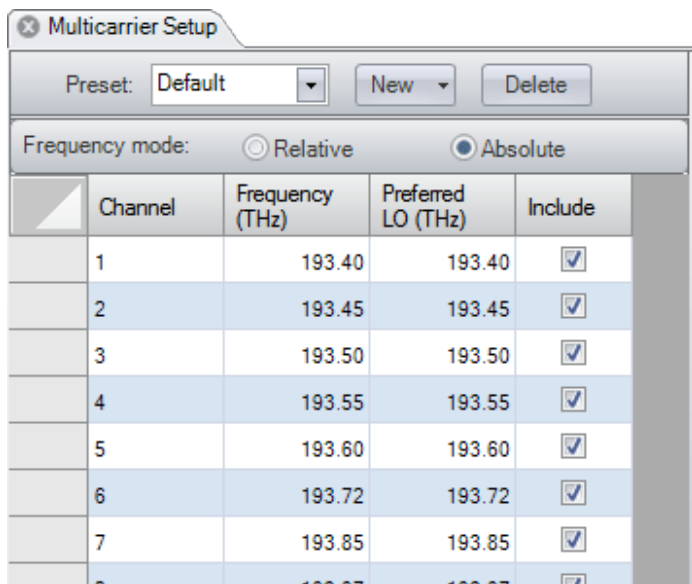 Multicarrier Setup
Preset: Default New Delete
Frequency mode: Relative Absolute
Channel Frequency (THz) Preferred LO (THz) Include
1 193.40 193.40
2 193.45 193.45
3 193.50 193.50
4 193.55 193.55
5 193.60 193.60
6 193.72 193.72
7 193.85 193.85